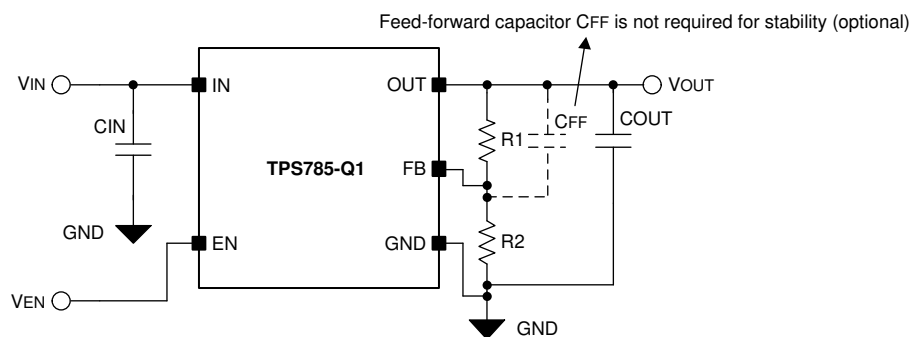 Feed-forward capacitor CFF is not required for stability (optional)
VIN
IN
OUT
VOUT
CIN
R1
CFF
COUT
TPS785-Q1
FB
GND
EN
GND
R2
VEN
GND